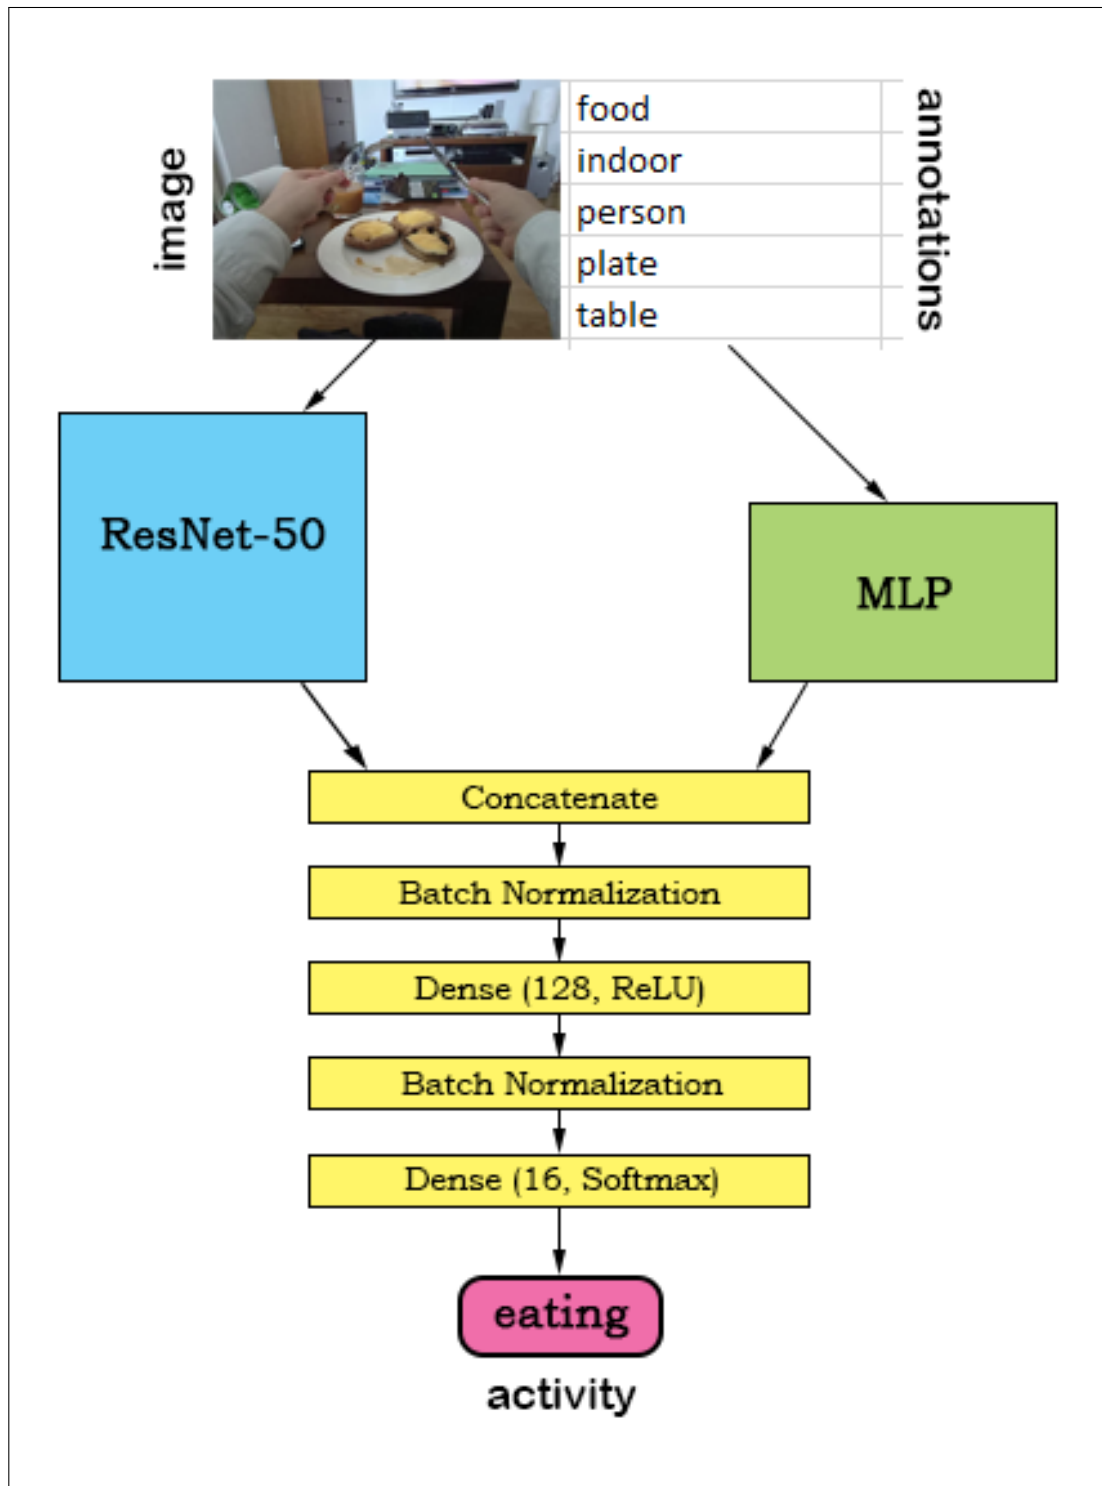 image
food
indoor
person
plate
table
annotations
ResNet-50
MLP
Concatenate
Batch Normalization
Dense (128, ReLU)
Batch Normalization
Dense (16, Softmax)
eating
activity